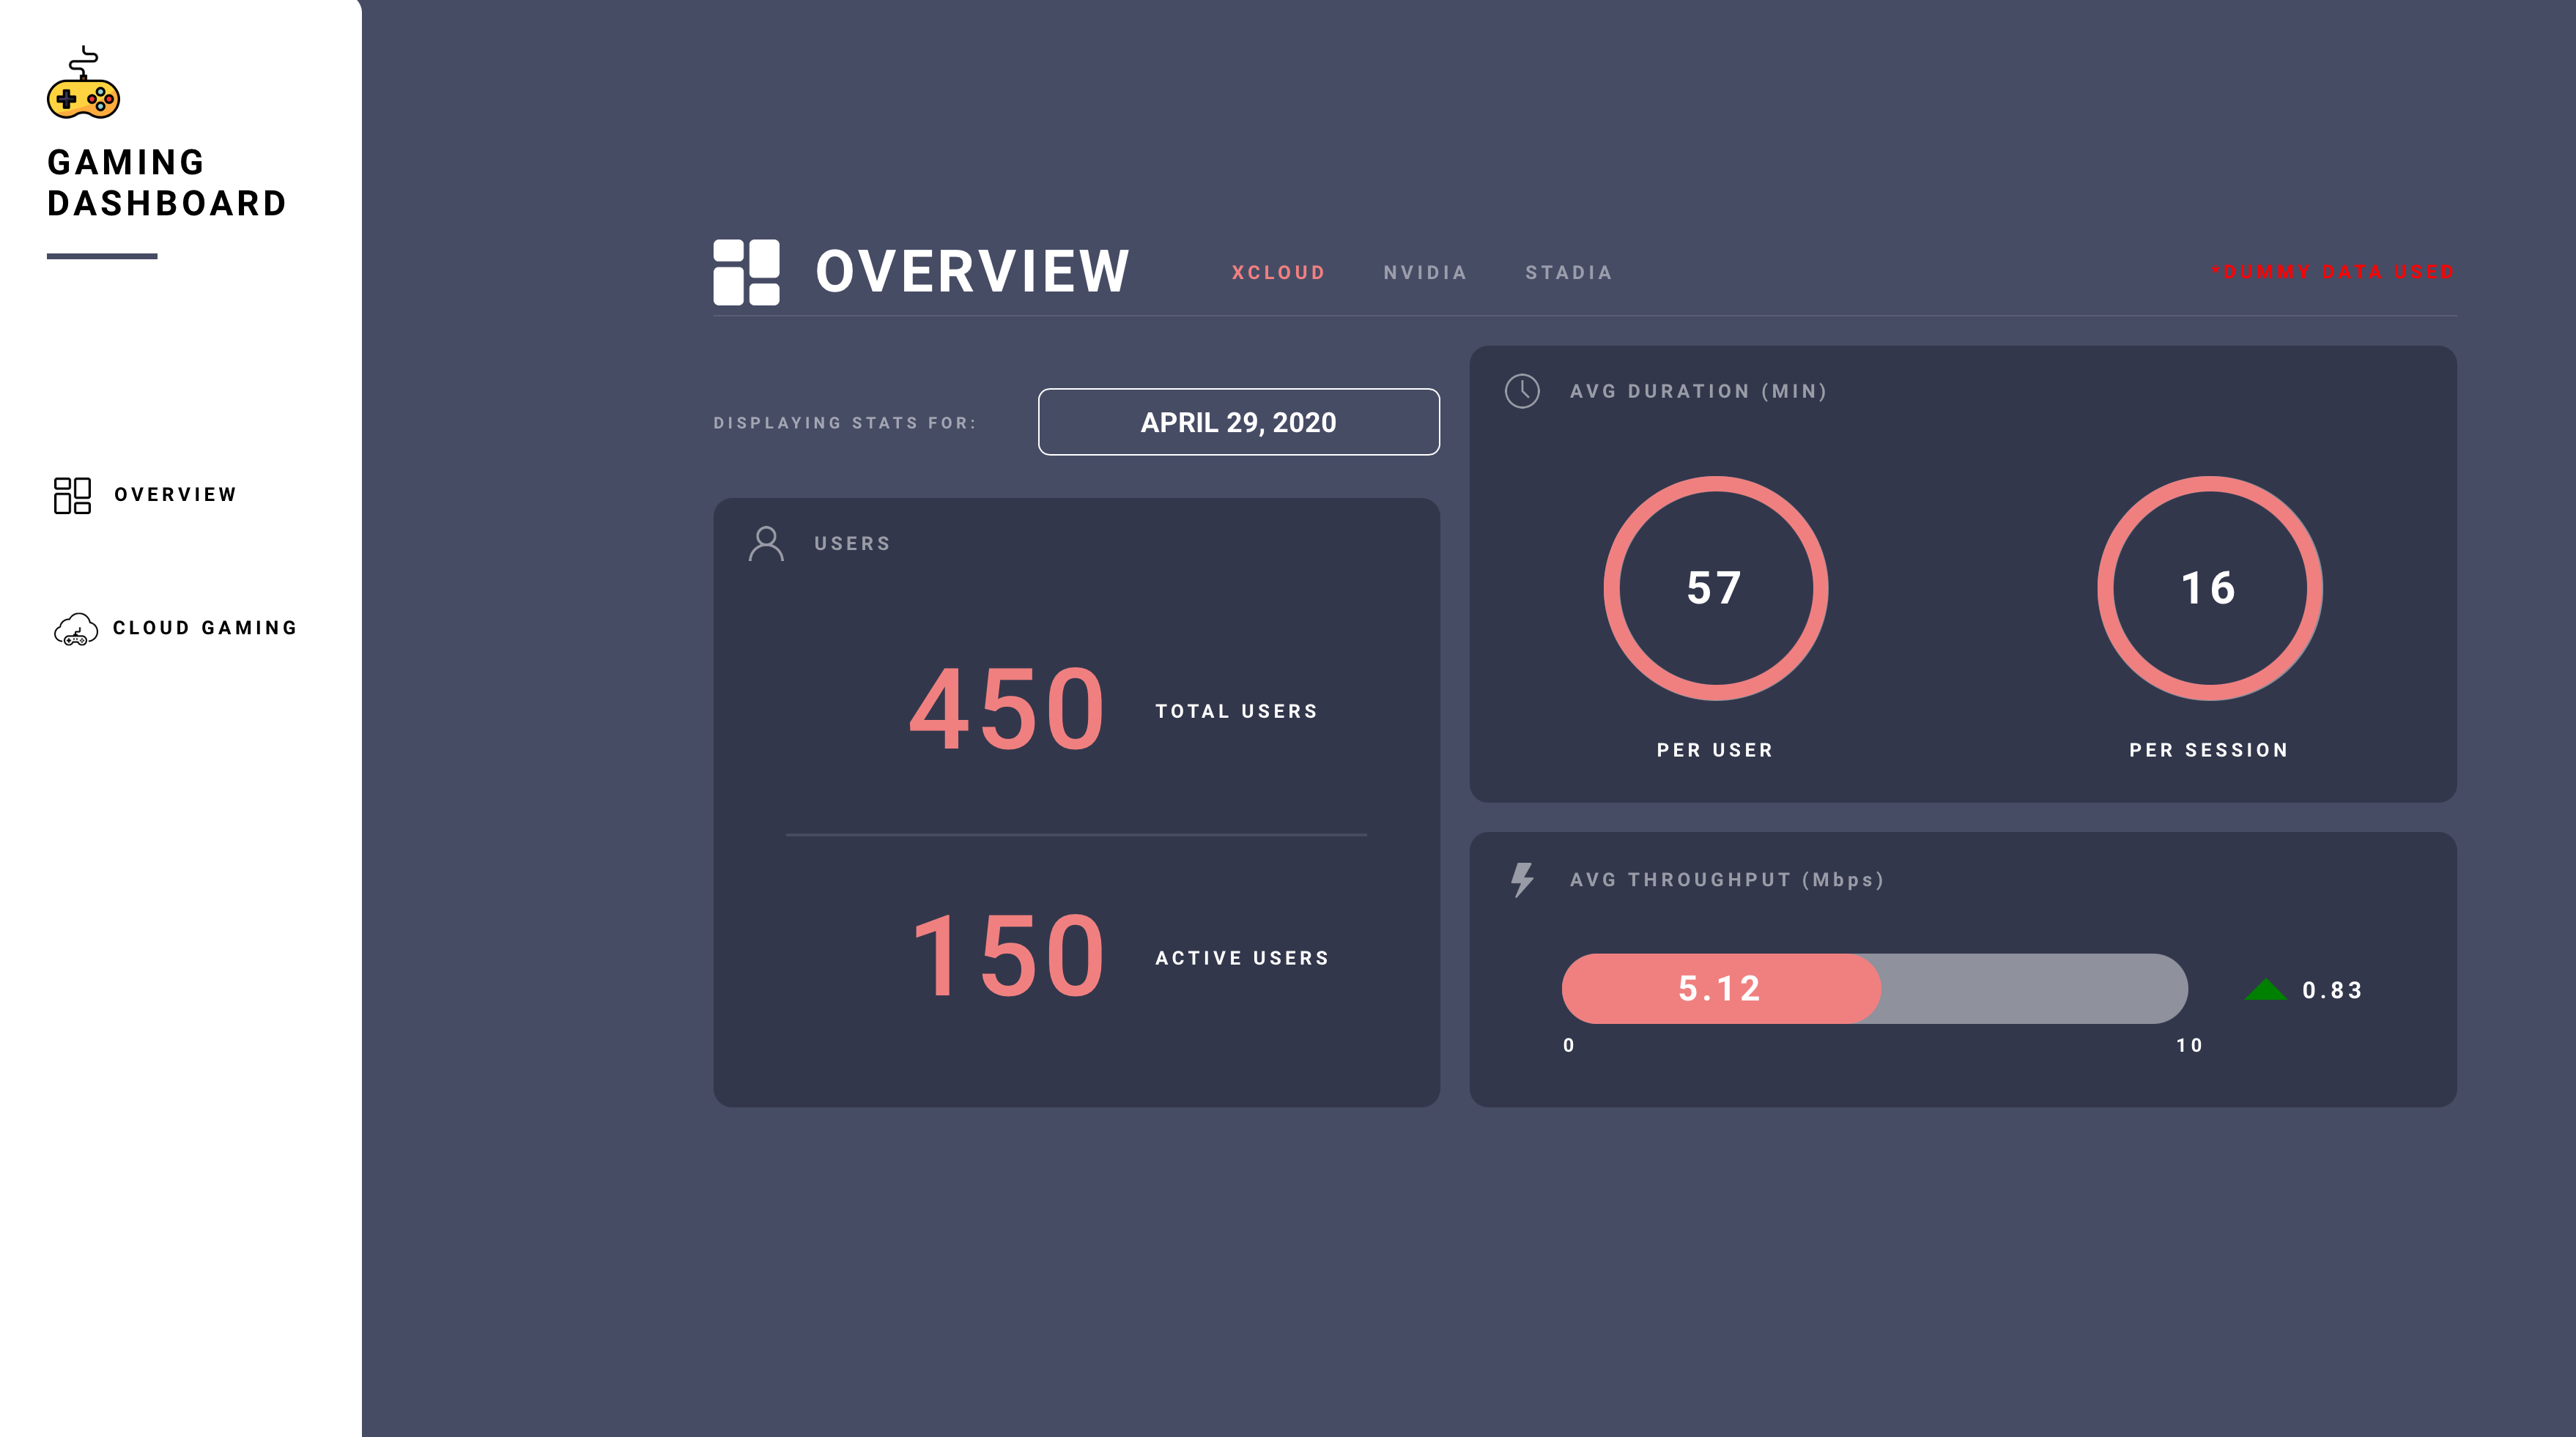 GAMING
DASHBOARD
OVERVIEW
CLOUD GAMING
OVERVIEW
XCLOUD NVIDIA STADIA
*DUMMY DATA USED
DISPLAYING STATS FOR:
APRIL 29, 2020
USERS
450 TOTAL USERS
150 ACTIVE USERS
AVG DURATION (MIN)
57 16
PER USER PER SESSION
AVG THROUGHPUT (Mbps)
5.12 0.83
0 10